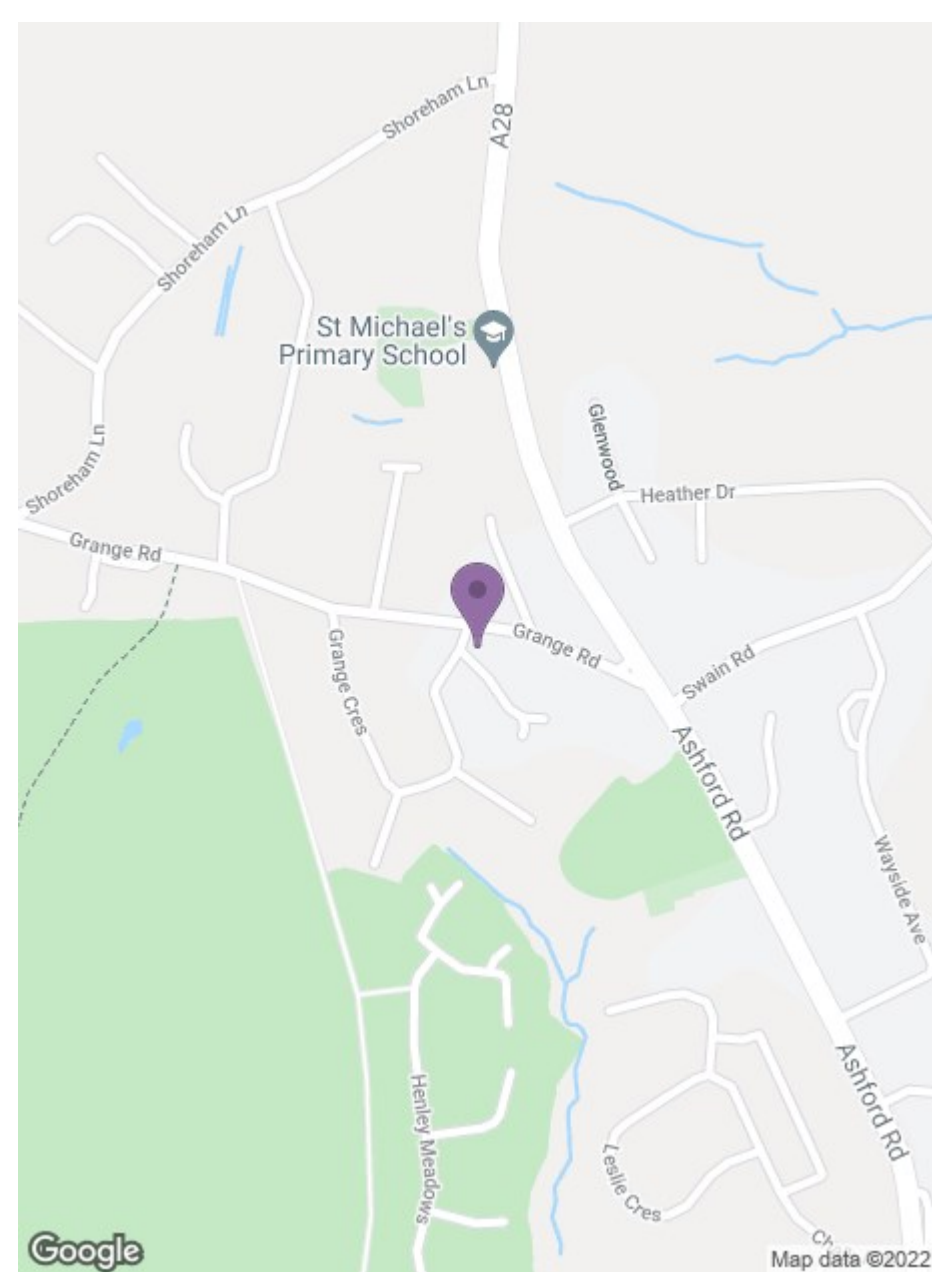 Shoreham Ln
A28
Shoreham Ln
St Michael's
Primary School
Glenwood
Heather Dr
Shoreham Ln
Grange Rd
Grange Rd
Grange Cres
Swain Rd
Ashford Rd
Wayside Ave
Ashford Rd
Henley Meadows
Leslie Cres
Google
Map data ©2022